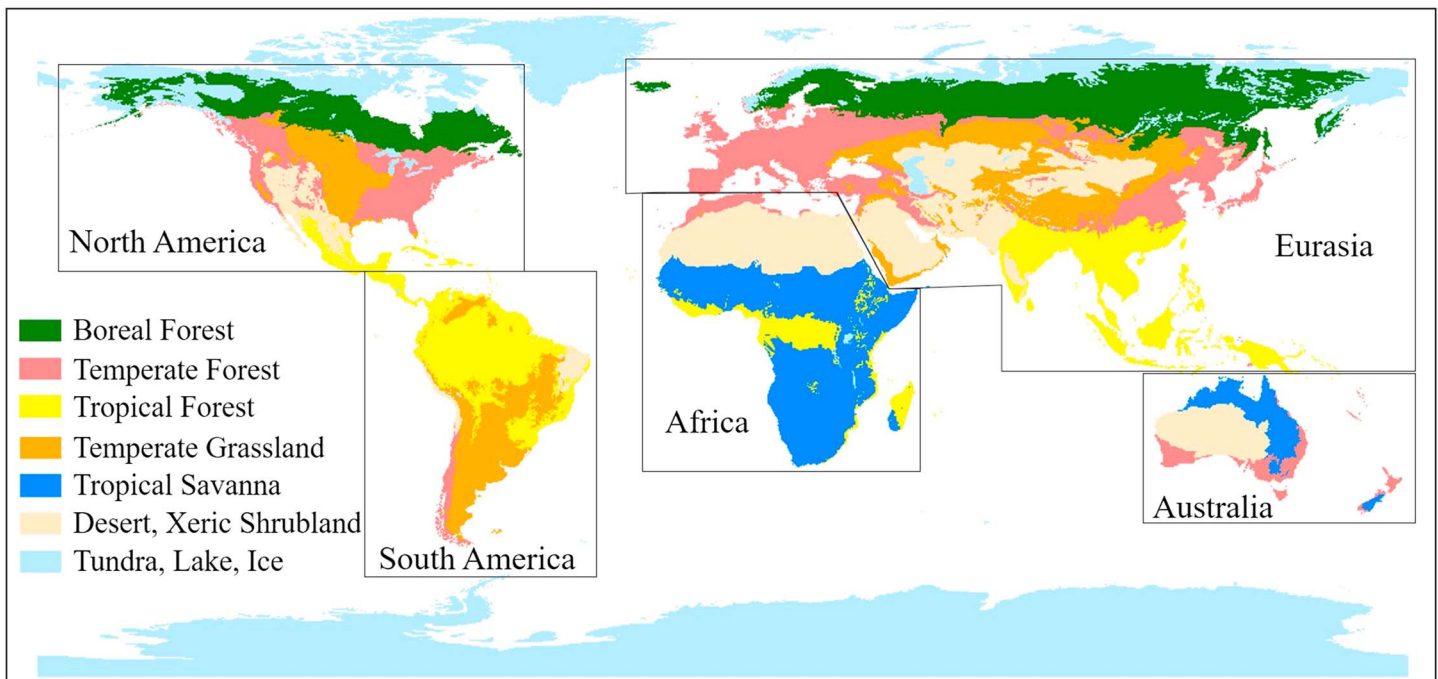 North America
Eurasia
Boreal Forest
Temperate Forest
Tropical Forest
Temperate Grassland
Tropical Savanna
Desert, Xeric Shrubland
Tundra, Lake, Ice
Africa
Australia
South America